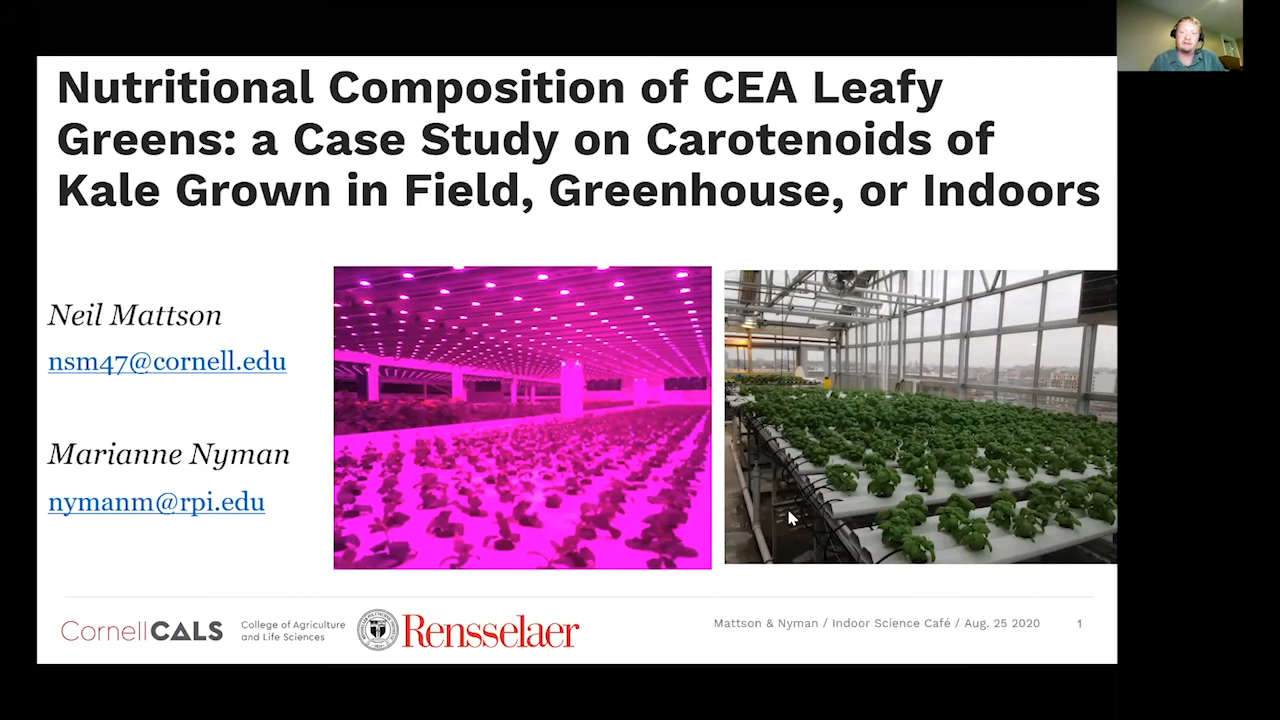 Nutritional Composition of CEA Leafy
Greens: a Case Study on Carotenoids of
Kale Grown in Field, Greenhouse, or Indoors
Neil Mattson
nsm47@cornell.edu
Marianne Nyman
nymanm@rpi.edu
CornellCALS
College of Agriculture
and Life Sciences
Rensselaer
Mattson & Nyman / Indoor Science Café / Aug. 25 2020
1